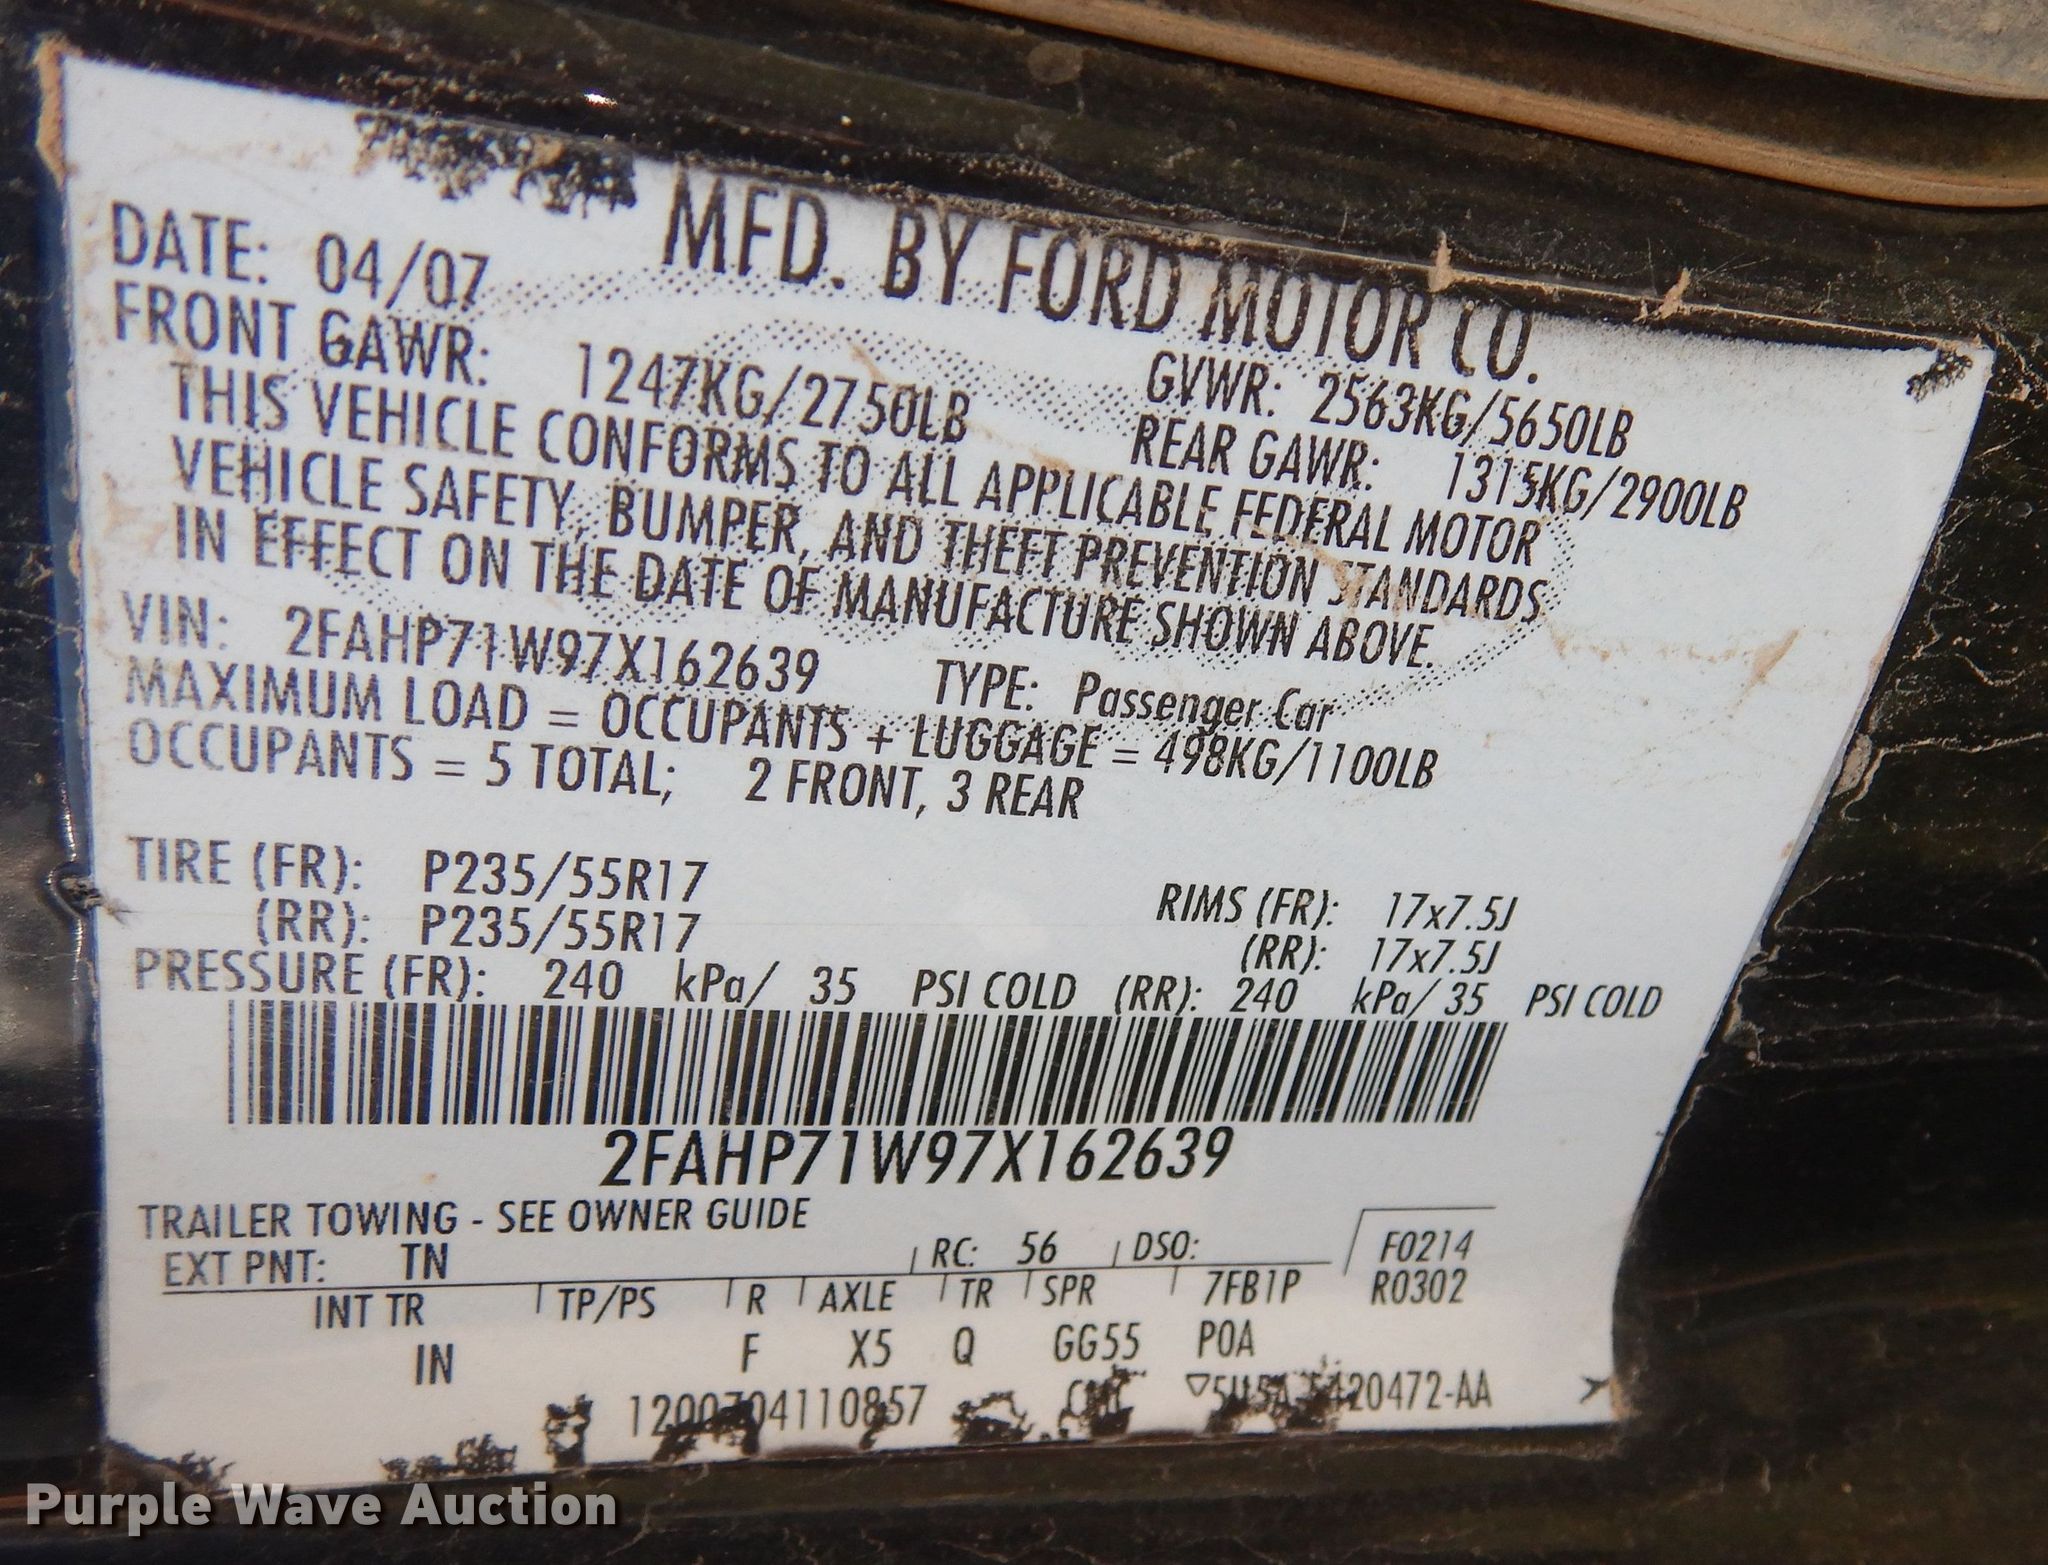 MFD. BY FORD MOTOR CO.
DATE: 04/07 GVWR: 2563KG/5650LB
FRONT GAWR: 1247KG/2750LB REAR GAWR: 1315KG/2900LB
THIS VEHICLE CONFORMS TO ALL APPLICABLE FEDERAL MOTOR
VEHICLE SAFETY, BUMPER, AND THEFT PREVENTION STANDARDS
IN EFFECT ON THE DATE OF MANUFACTURE SHOWN ABOVE.
VIN: 2FAHP71W97X162639 TYPE: Passenger Car
MAXIMUM LOAD = OCCUPANTS + LUGGAGE = 498KG/1100LB
OCCUPANTS = 5 TOTAL; 2 FRONT, 3 REAR
TIRE (FR): P235/55R17 RIMS (FR): 17x7.5J
(RR): P235/55R17 (RR): 17x7.5J
PRESSURE (FR): 240 kPa/ 35 PSI COLD (RR): 240 kPa/ 35 PSI COLD
2FAHP71W97X162639
TRAILER TOWING - SEE OWNER GUIDE
EXT PNT: TN RC: 56 DSO: F0214
INT TR TP/PS R AXLE TR SPR 7FB1P R0302
IN F X5 Q GG55 P0A
1200704110857
Purple Wave Auction